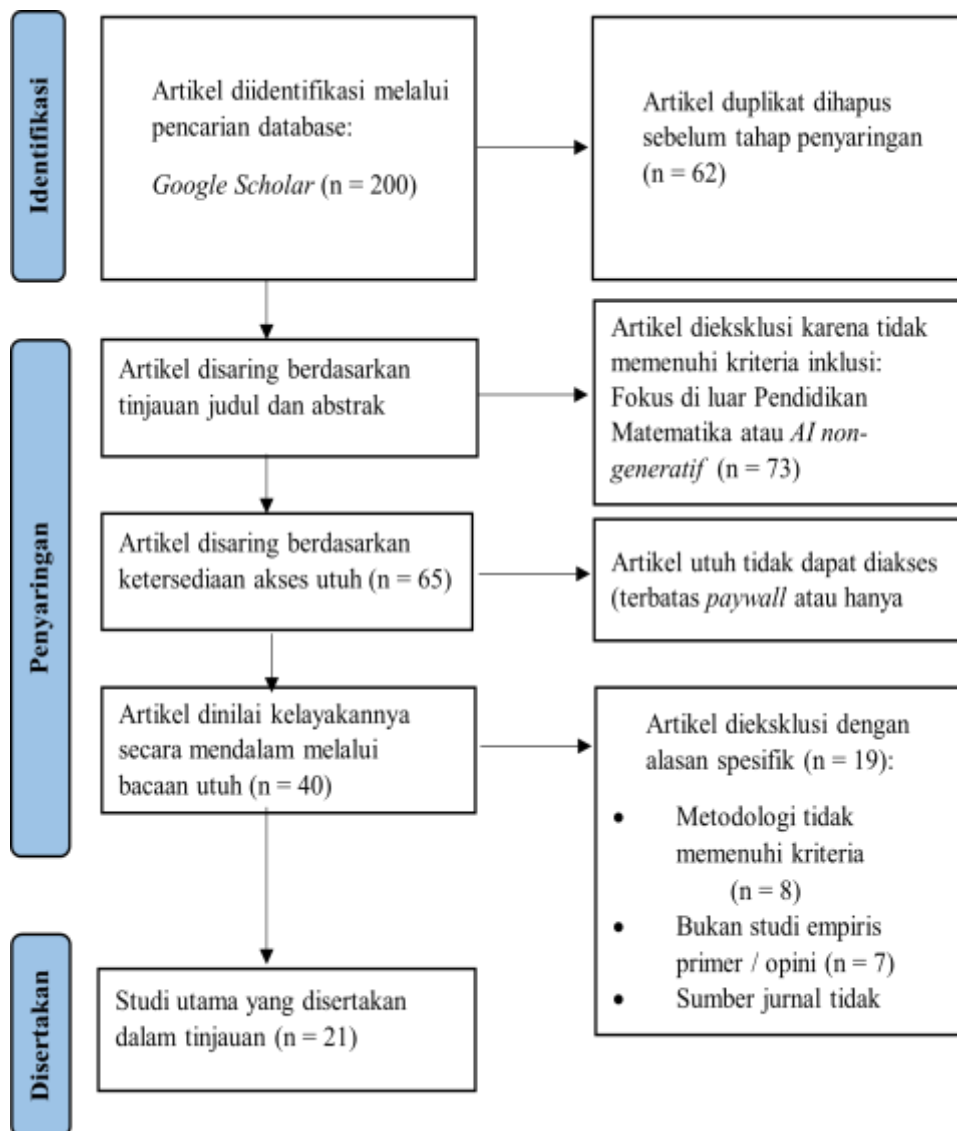 Identifikasi
Artikel diidentifikasi melalui
pencarian database:
Google Scholar (n = 200)
Artikel duplikat dihapus
sebelum tahap penyaringan
(n = 62)
Penyaringan
Artikel disaring berdasarkan
tinjauan judul dan abstrak
Artikel dieksklusi karena tidak
memenuhi kriteria inklusi:
Fokus di luar Pendidikan
Matematika atau AI non-
generatif (n = 73)
Artikel disaring berdasarkan
ketersediaan akses utuh (n = 65)
Artikel utuh tidak dapat diakses
(terbatas paywall atau hanya
Artikel dinilai kelayakannya
secara mendalam melalui
bacaan utuh (n = 40)
Artikel dieksklusi dengan
alasan spesifik (n = 19):
• Metodologi tidak
memenuhi kriteria
(n = 8)
• Bukan studi empiris
primer / opini (n = 7)
• Sumber jurnal tidak
Disertakan
Studi utama yang disertakan
dalam tinjauan (n = 21)